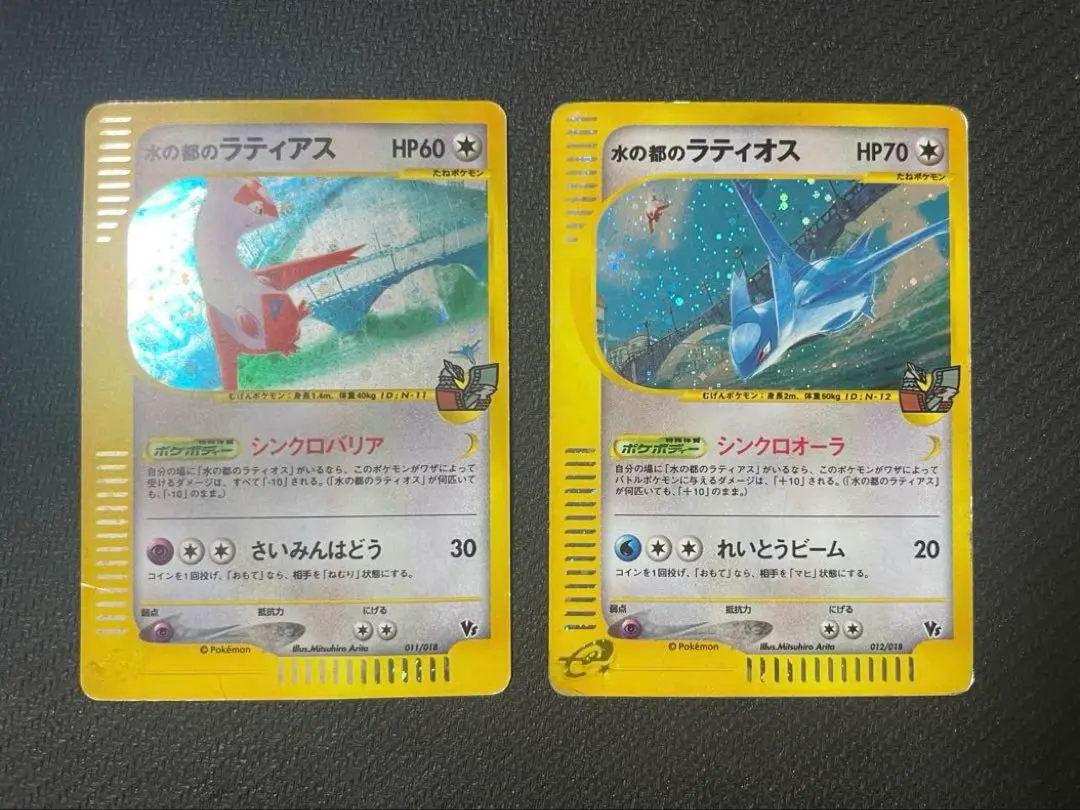 水の都のラティアス HP60
たねポケモン
むげんポケモン:身長1.4m、体重40kg ID:N-11
特殊体質
ポケボディー シンクロバリア
自分の場に「水の都のラティオス」がいるなら、このポケモンがワザによって
受けるダメージは、すべて「-10」される。(「水の都のラティオス」が何匹いて
も、「-10」のまま。)
さいみんはどう 30
コインを1回投げ、「おもて」なら、相手を「ねむり」状態にする。
弱点 抵抗力 にげる
©Pokémon Illus.Mitsuhiro Arita 011/018 VS
水の都のラティオス HP70
たねポケモン
むげんポケモン:身長2m、体重60kg ID:N-12
特殊体質
ポケボディー シンクロオーラ
自分の場に「水の都のラティアス」がいるなら、このポケモンがワザによって
バトルポケモンに与えるダメージは、「+10」される。(「水の都のラティアス」
が何匹いても、「+10」のまま。)
れいとうビーム 20
コインを1回投げ、「おもて」なら、相手を「マヒ」状態にする。
弱点 抵抗力 にげる
e
©Pokémon Illus.Mitsuhiro Arita 012/018 VS